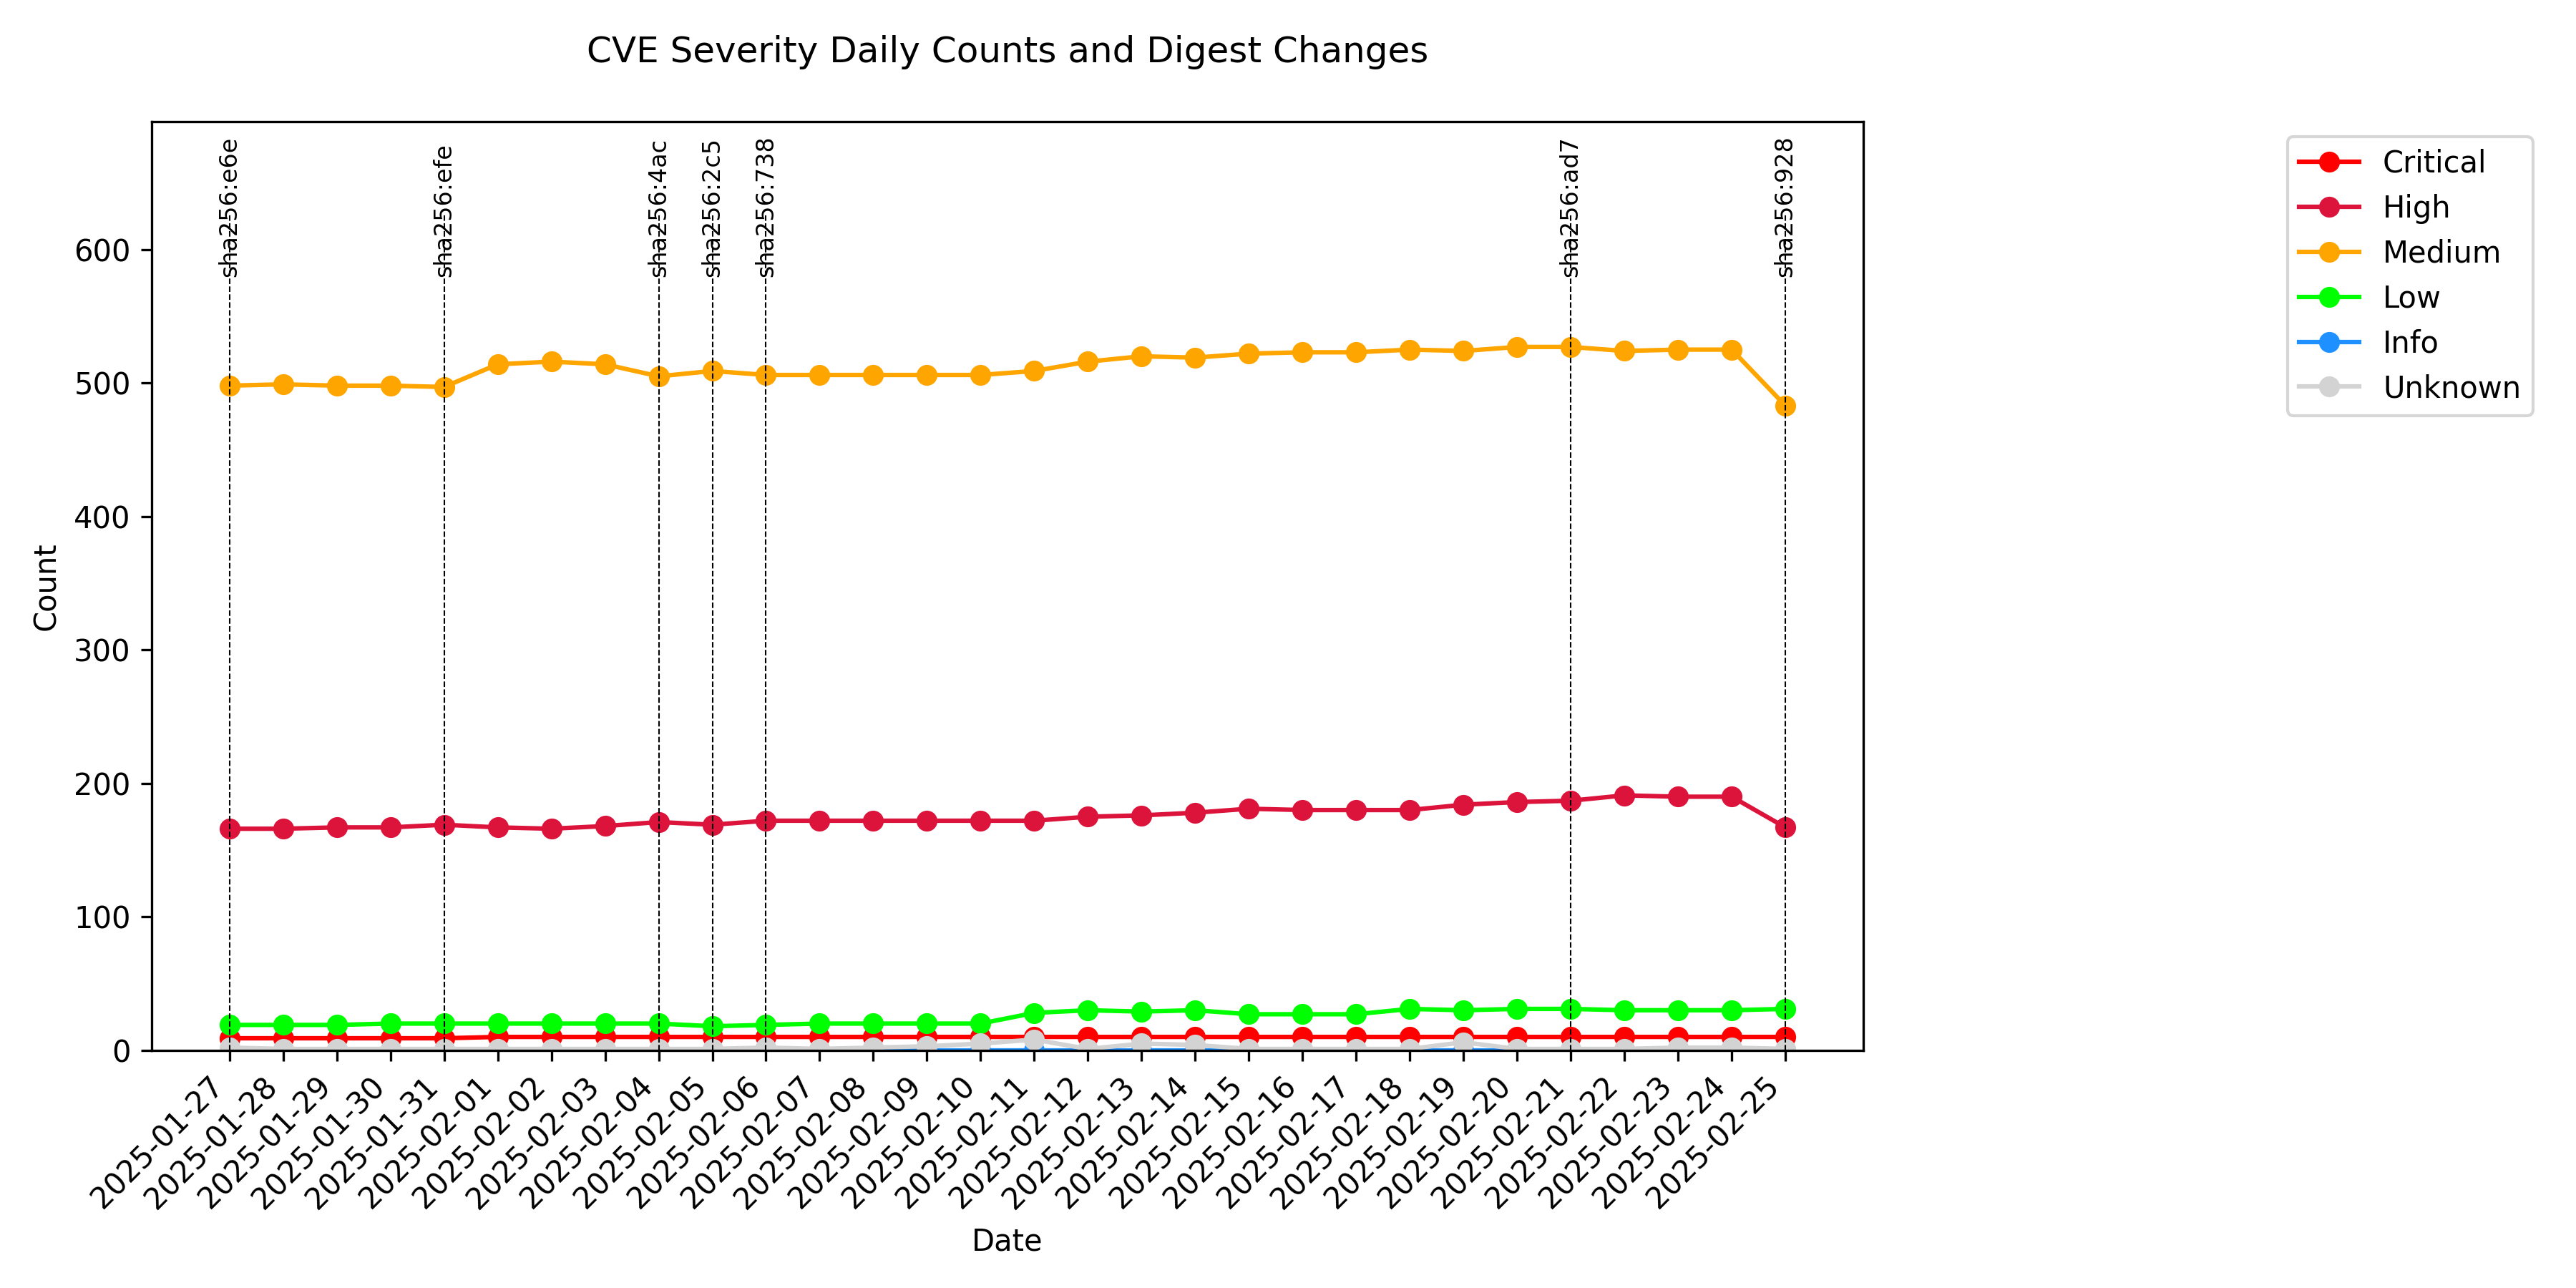 CVE Severity Daily Counts and Digest Changes
sha256:e6e
sha256:efe
sha256:4ac
sha256:2c5
sha256:738
sha256:ad7
sha256:928
Critical
High
Medium
Low
Info
Unknown
600
500
400
300
200
100
0
Count
2025-01-27
2025-01-28
2025-01-29
2025-01-30
2025-01-31
2025-02-01
2025-02-02
2025-02-03
2025-02-04
2025-02-05
2025-02-06
2025-02-07
2025-02-08
2025-02-09
2025-02-10
2025-02-11
2025-02-12
2025-02-13
2025-02-14
2025-02-15
2025-02-16
2025-02-17
2025-02-18
2025-02-19
2025-02-20
2025-02-21
2025-02-22
2025-02-23
2025-02-24
2025-02-25
Date